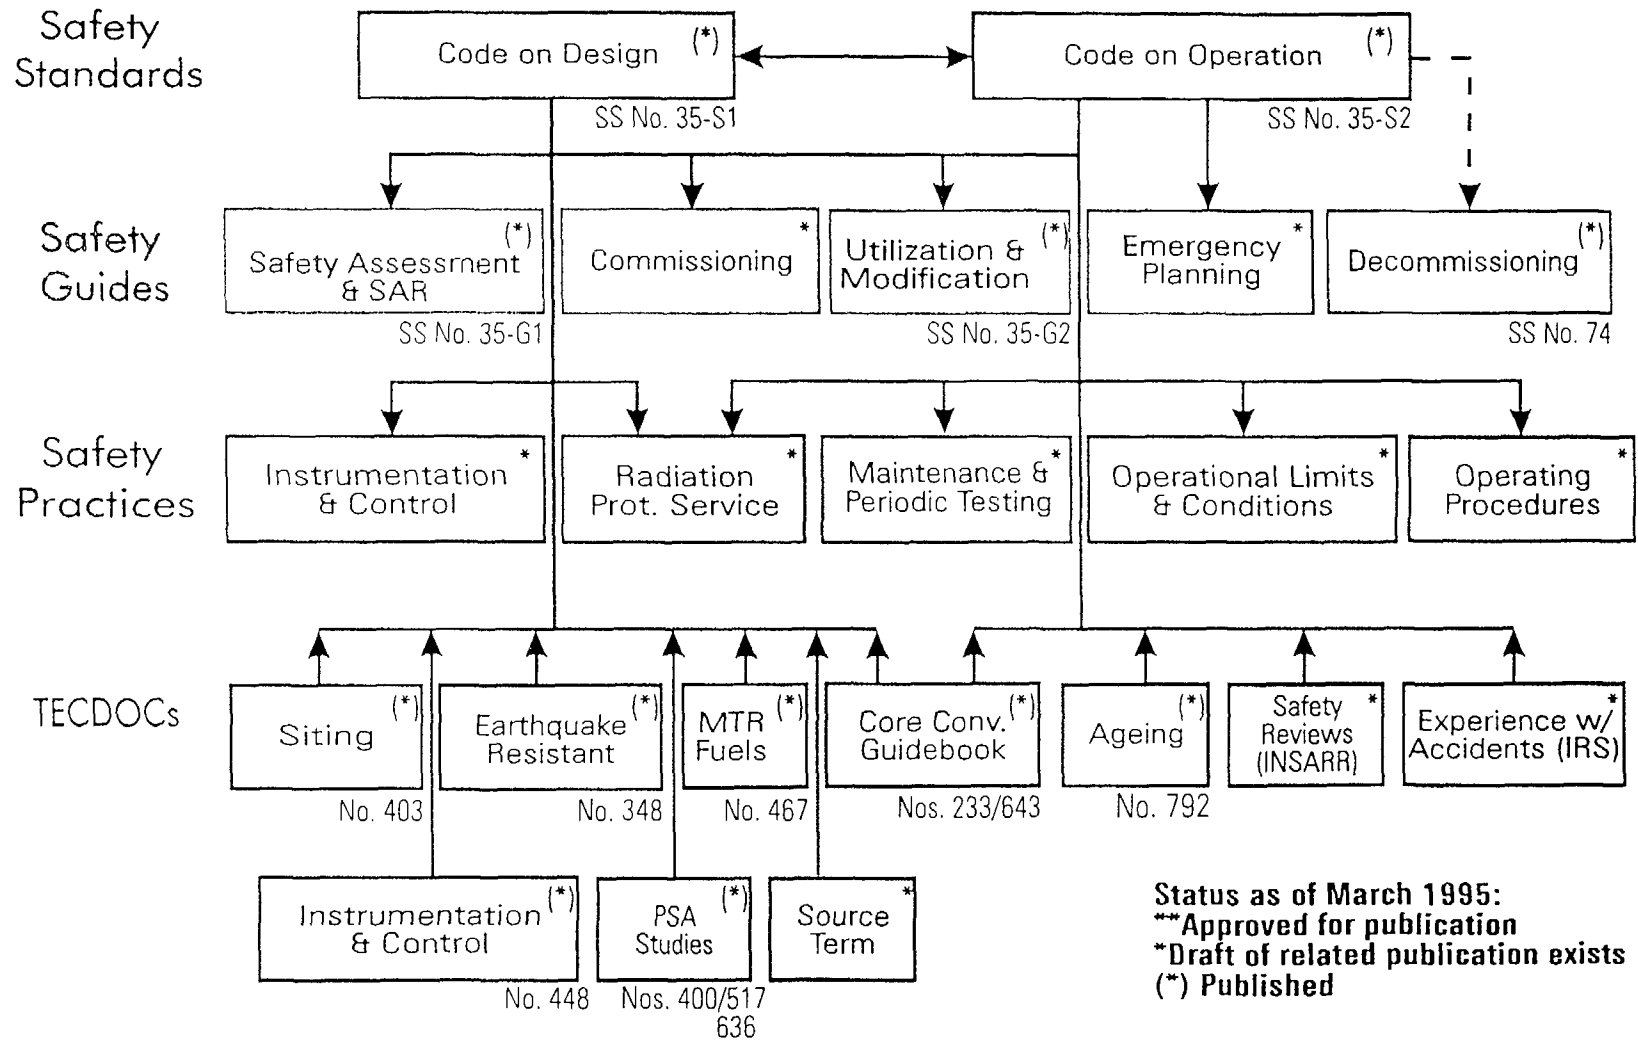 Safety
Standards
Code on Design (*)
SS No. 35-S1
Code on Operation (*)
SS No. 35-S2
Safety
Guides
Safety Assessment (*)
& SAR
SS No. 35-G1
Commissioning *
Utilization & (*)
Modification
SS No. 35-G2
Emergency *
Planning
Decommissioning (*)
SS No. 74
Safety
Practices
Instrumentation *
& Control
Radiation *
Prot. Service
Maintenance & *
Periodic Testing
Operational Limits *
& Conditions
Operating *
Procedures
TECDOCs
Siting (*)
No. 403
Earthquake (*)
Resistant
No. 348
MTR (*)
Fuels
No. 467
Core Conv. (*)
Guidebook
Nos. 233/643
Ageing (*)
No. 792
Safety *
Reviews
(INSARR)
Experience w/ *
Accidents (IRS)
Instrumentation (*)
& Control
No. 448
PSA (*)
Studies
Nos. 400/517
636
Source *
Term
Status as of March 1995:
**Approved for publication
*Draft of related publication exists
(*) Published